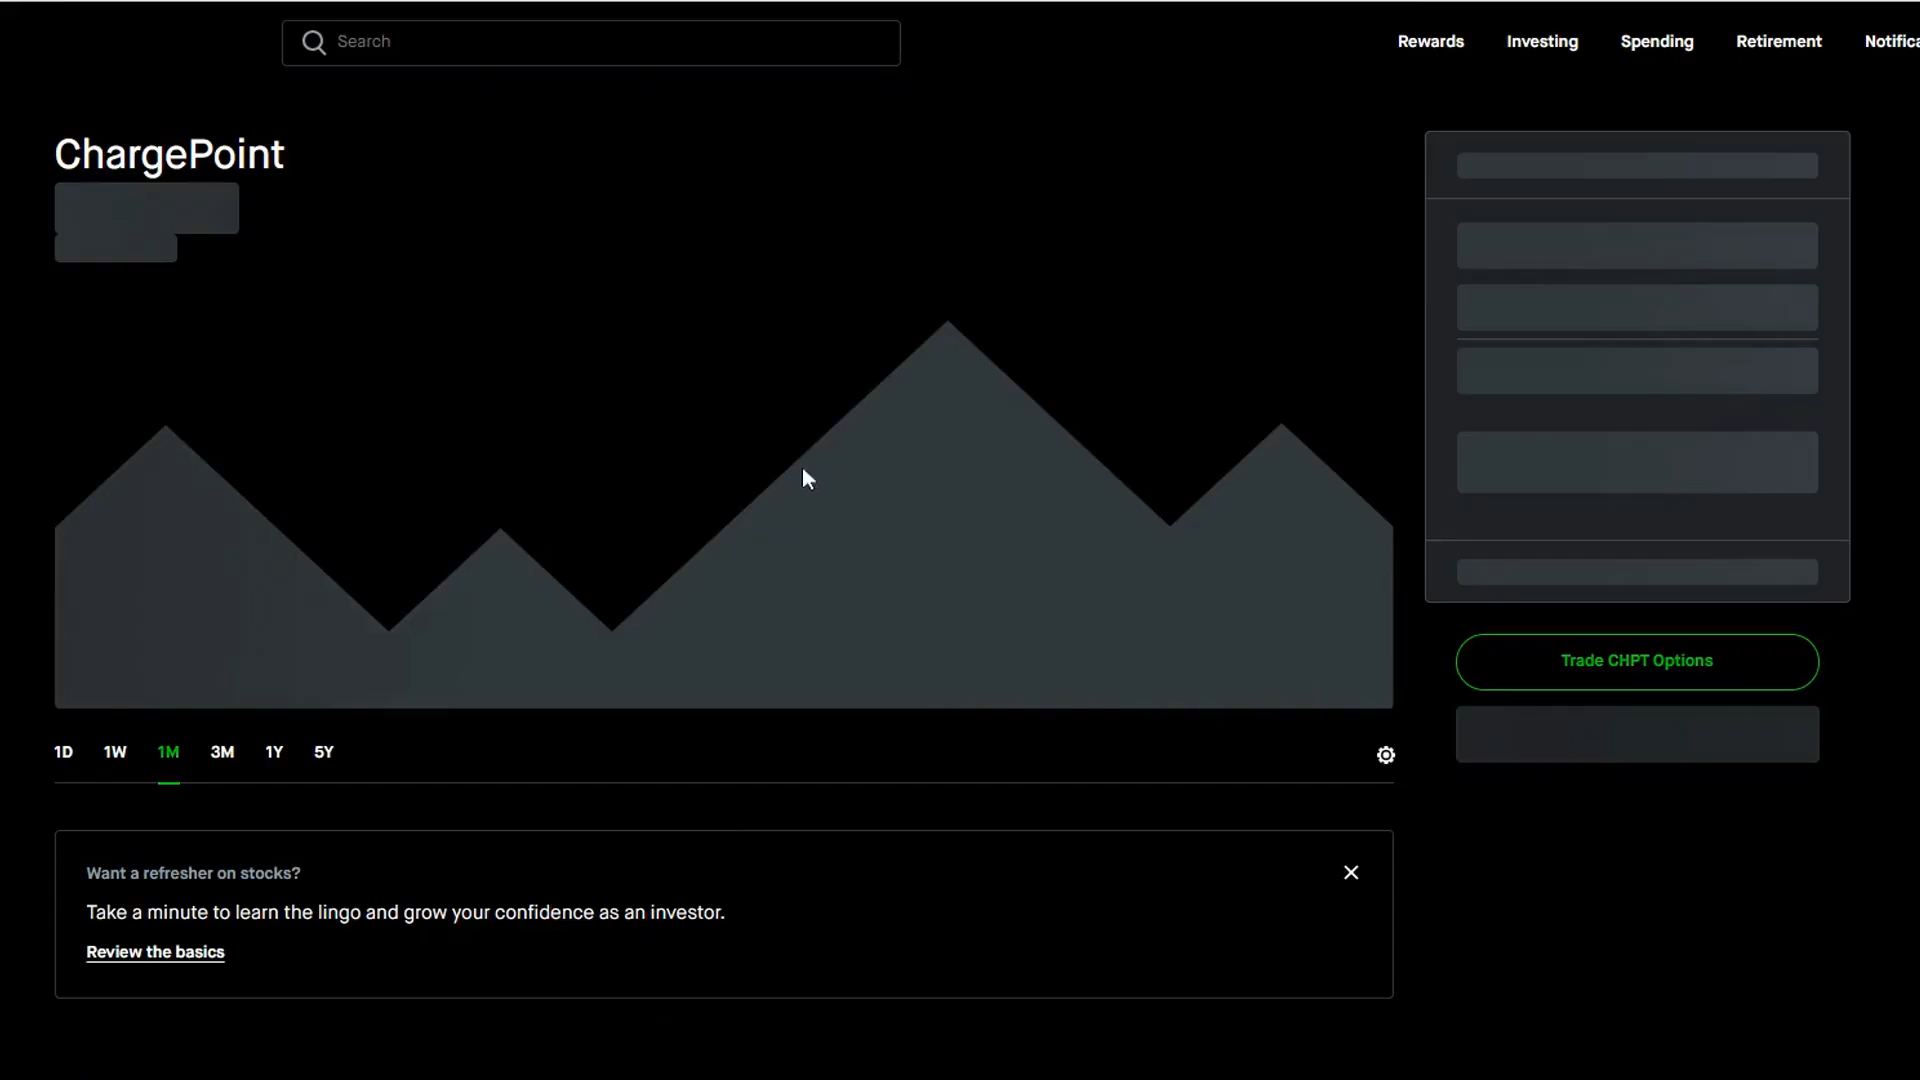 Search
Rewards
Investing
Spending
Retirement
ChargePoint
Trade CHPT Options
1D 1W 1M 3M 1Y 5Y
Want a refresher on stocks?
Take a minute to learn the lingo and grow your confidence as an investor.
Review the basics